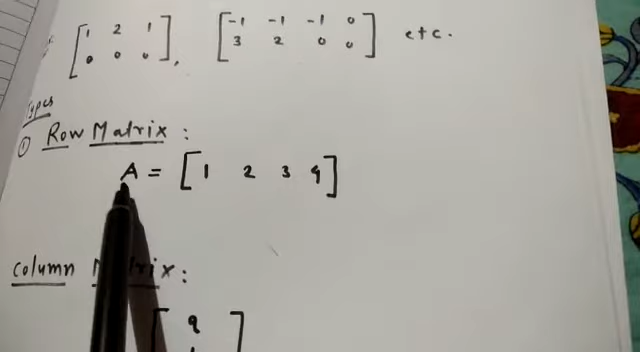 [1 2 1
0 0 0], [-1 -1 -1 0
3 2 0 0] etc.
Types
① Row Matrix:
A = [1 2 3 4]
Column Matrix: